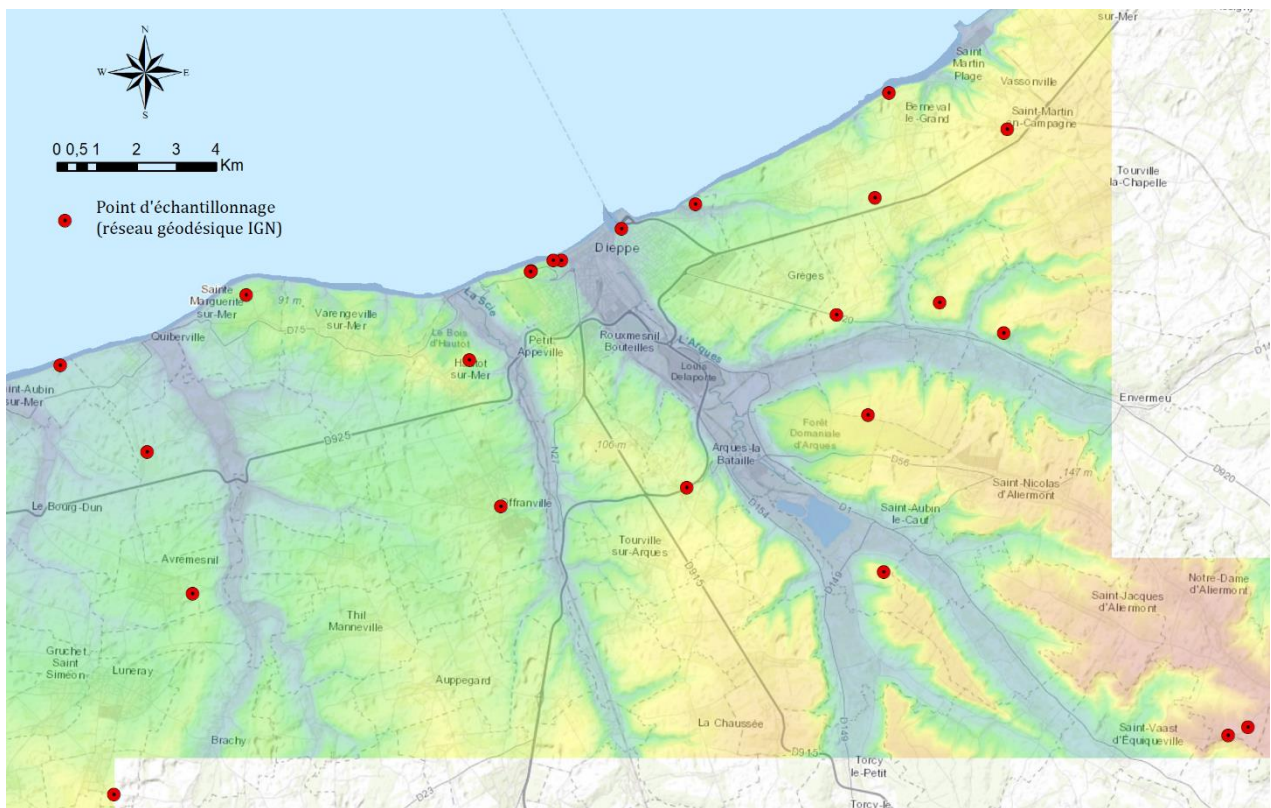 sur-Mer
N
W
E
S
0 0,5 1 2 3 4
Km
Point d'échantillonnage
(réseau géodésique IGN)
Saint
Martin
Plage
Vassonville
Berneval
le-Grand
Saint-Martin
en-Campagne
Tourville
la-Chapelle
Dieppe
Grèges
Sainte
Marguerite
sur-Mer
91 m
Varengeville
sur-Mer
D75
La Scie
Quiberville
Le Bois
d'Hautot
Hautot
sur-Mer
Petit
Appeville
Rouxmesnil
Bouteilles
L'Arques
Louis
Delaporte
Envermeu
D920
Saint-Aubin
sur-Mer
D925
N27
106 m
Forêt
Domaniale
d'Arques
Arques-la
Bataille
D56
147 m
Saint-Nicolas
d'Aliermont
Le Bourg-Dun
Offranville
D154
D1
Saint-Aubin
le-Cauf
Avremesnil
Tourville
sur-Arques
D915
D149
Notre-Dame
d'Aliermont
Saint-Jacques
d'Aliermont
Thil
Manneville
Gruchet
Saint
Siméon
Luneray
Auppegard
La Chaussée
Brachy
D149
D915
Saint-Vaast
d'Équiqueville
Torcy
le-Petit
D23
Torcy-le